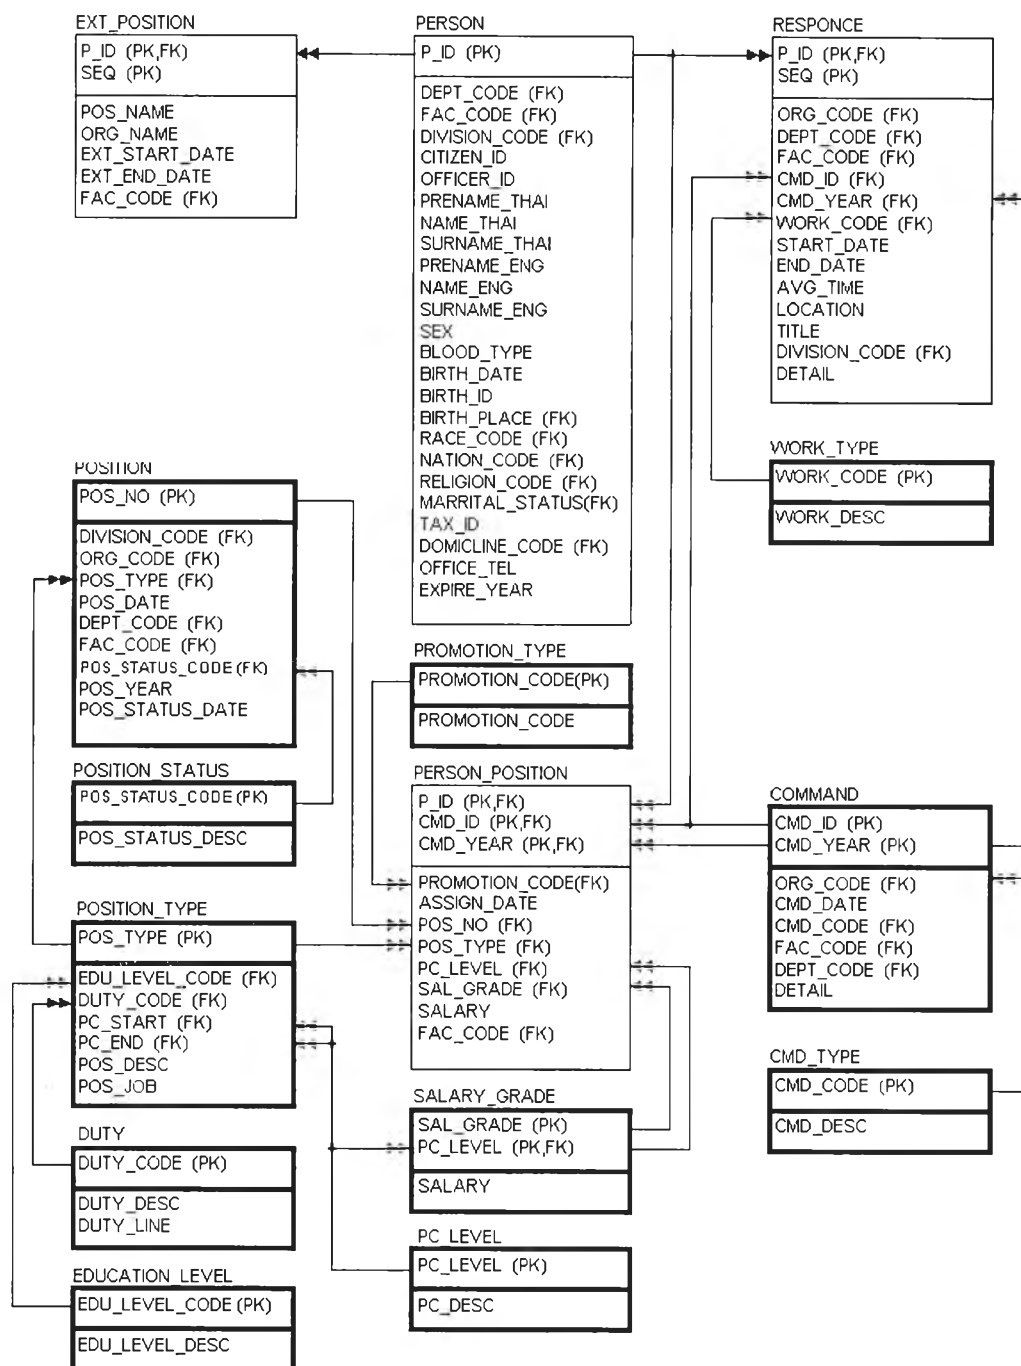 EXT_POSITION
P_ID (PK,FK)
SEQ (PK)
POS_NAME
ORG_NAME
EXT_START_DATE
EXT_END_DATE
FAC_CODE (FK)
PERSON
P_ID (PK)
DEPT_CODE (FK)
FAC_CODE (FK)
DIVISION_CODE (FK)
CITIZEN_ID
OFFICER_ID
PRENAME_THAI
NAME_THAI
SURNAME_THAI
PRENAME_ENG
NAME_ENG
SURNAME_ENG
SEX
BLOOD_TYPE
BIRTH_DATE
BIRTH_ID
BIRTH_PLACE (FK)
RACE_CODE (FK)
NATION_CODE (FK)
RELIGION_CODE (FK)
MARRITAL_STATUS(FK)
TAX_ID
DOMICLINE_CODE (FK)
OFFICE_TEL
EXPIRE_YEAR
RESPONCE
P_ID (PK,FK)
SEQ (PK)
ORG_CODE (FK)
DEPT_CODE (FK)
FAC_CODE (FK)
CMD_ID (FK)
CMD_YEAR (FK)
WORK_CODE (FK)
START_DATE
END_DATE
AVG_TIME
LOCATION
TITLE
DIVISION_CODE (FK)
DETAIL
WORK_TYPE
WORK_CODE (PK)
WORK_DESC
POSITION
POS_NO (PK)
DIVISION_CODE (FK)
ORG_CODE (FK)
POS_TYPE (FK)
POS_DATE
DEPT_CODE (FK)
FAC_CODE (FK)
POS_STATUS_CODE(FK)
POS_YEAR
POS_STATUS_DATE
POSITION_STATUS
POS_STATUS_CODE(PK)
POS_STATUS_DESC
PROMOTION_TYPE
PROMOTION_CODE(PK)
PROMOTION_CODE
PERSON_POSITION
P_ID (PK,FK)
CMD_ID (PK,FK)
CMD_YEAR (PK,FK)
PROMOTION_CODE(FK)
ASSIGN_DATE
POS_NO (FK)
POS_TYPE (FK)
PC_LEVEL (FK)
SAL_GRADE (FK)
SALARY
FAC_CODE (FK)
COMMAND
CMD_ID (PK)
CMD_YEAR (PK)
ORG_CODE (FK)
CMD_DATE
CMD_CODE (FK)
FAC_CODE (FK)
DEPT_CODE (FK)
DETAIL
POSITION_TYPE
POS_TYPE (PK)
EDU_LEVEL_CODE (FK)
DUTY_CODE (FK)
PC_START (FK)
PC_END (FK)
POS_DESC
POS_JOB
CMD_TYPE
CMD_CODE (PK)
CMD_DESC
SALARY_GRADE
SAL_GRADE (PK)
PC_LEVEL (PK,FK)
SALARY
DUTY
DUTY_CODE (PK)
DUTY_DESC
DUTY_LINE
PC_LEVEL
PC_LEVEL (PK)
PC_DESC
EDUCATION_LEVEL
EDU_LEVEL_CODE(PK)
EDU_LEVEL_DESC